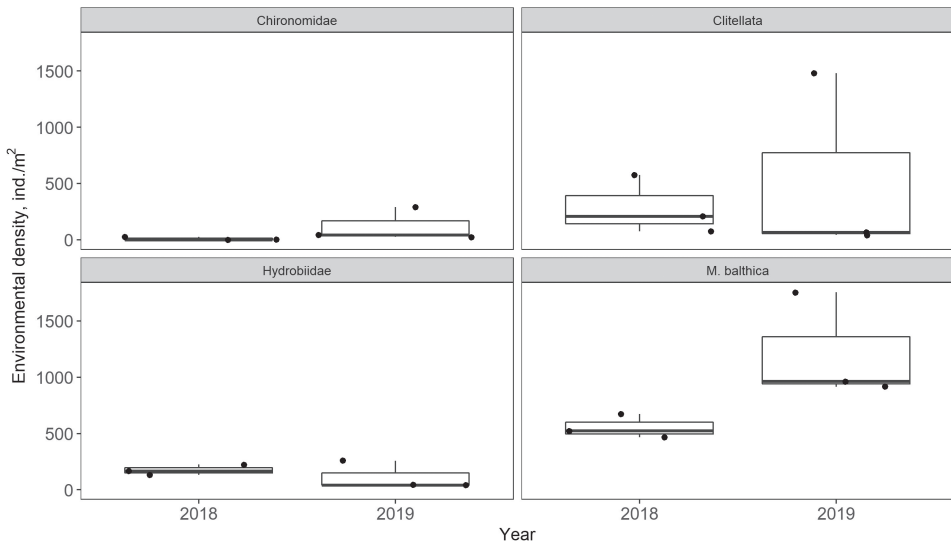 Chironomidae
Clitellata
1500
1000
500
0
Hydrobiidae
M. balthica
1500
1000
500
0
2018
2019
2018
2019
Year
Environmental density, ind./m²